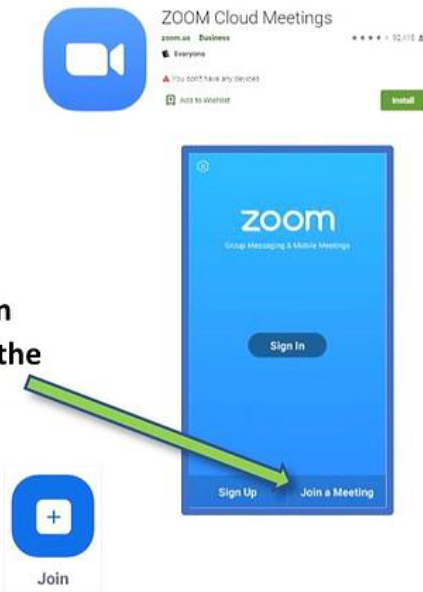 ZOOM Cloud Meetings
zoom.us Business
Everyone
You don't have any devices
Add to Wishlist
Install
zoom
Group Messaging & Mobile Meetings
Sign In
the
Sign Up Join a Meeting
+
Join